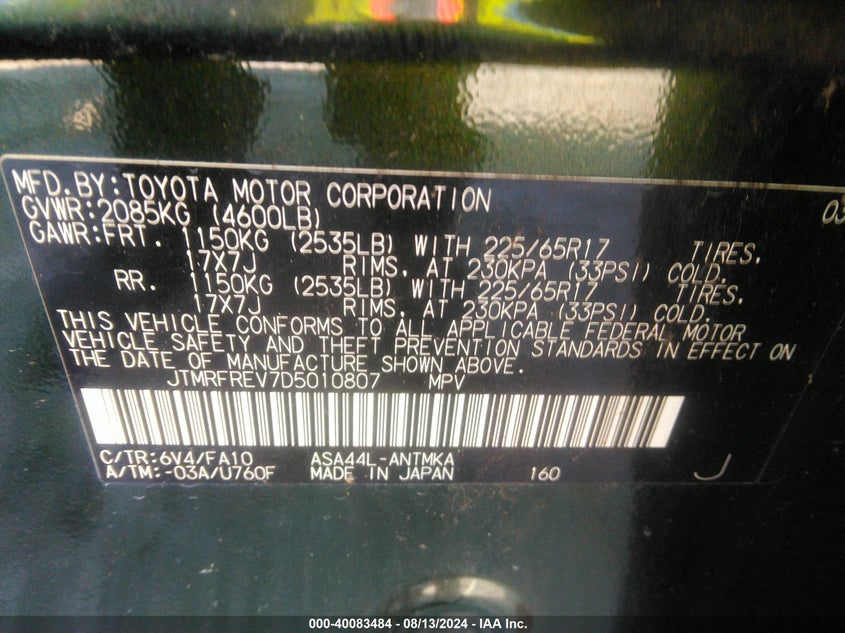 MFD.BY:TOYOTA MOTOR CORPORATION 03
GVWR:2085KG (4600LB)
GAWR:FRT. 1150KG (2535LB) WITH 225/65R17 TIRES,
17X7J RIMS, AT 230KPA (33PSI) COLD.
RR. 1150KG (2535LB) WITH 225/65R17 TIRES,
17X7J RIMS, AT 230KPA (33PSI) COLD.
THIS VEHICLE CONFORMS TO ALL APPLICABLE FEDERAL MOTOR
VEHICLE SAFETY AND THEFT PREVENTION STANDARDS IN EFFECT ON
THE DATE OF MANUFACTURE SHOWN ABOVE.
JTMRFREV7D5010807 MPV
C/TR:6V4/FA10 ASA44L-ANTMKA
A/TM:-03A/U760F MADE IN JAPAN 160 J
000-40083484 - 08/13/2024 - IAA Inc.